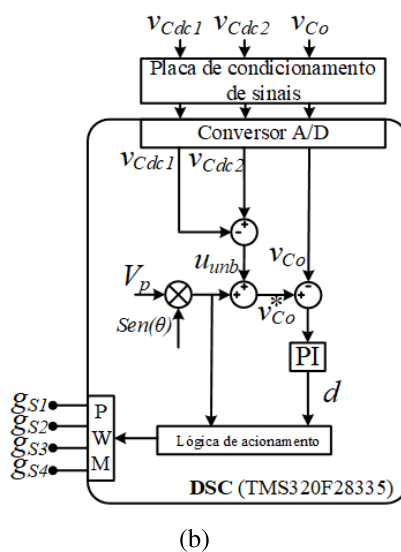 vCdc1 vCdc2 vCo
Placa de condicionamento
de sinais
Conversor A/D
vCdc1 vCdc2
vCo
uunb
Vp
Sen(θ)
v*Co
PI
d
gS1
gS2
gS3
gS4
P
W
M
Lógica de acionamento
DSC (TMS320F28335)
(b)